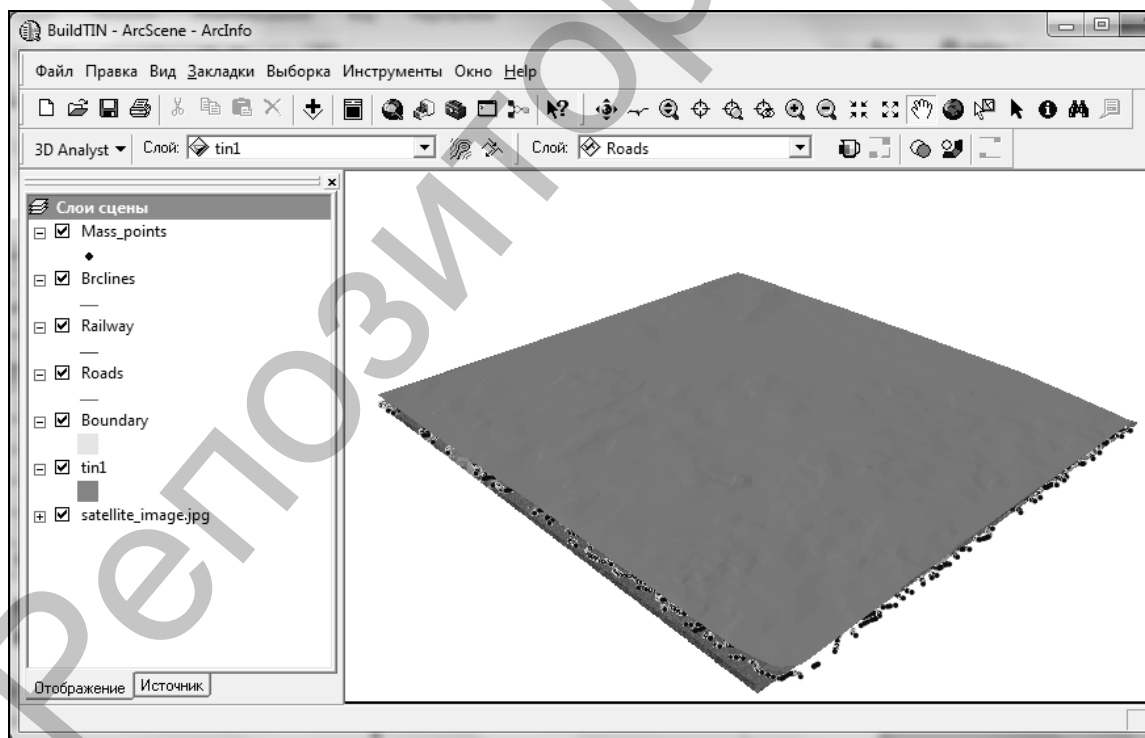 BuildTIN - ArcScene - ArcInfo
Файл Правка Вид Закладки Выборка Инструменты Окно Help
3D Analyst Слой: tin1 Слой: Roads
Слои сцены
Mass_points
Brclines
Railway
Roads
Boundary
tin1
satellite_image.jpg
Отображение Источник
Репозитор